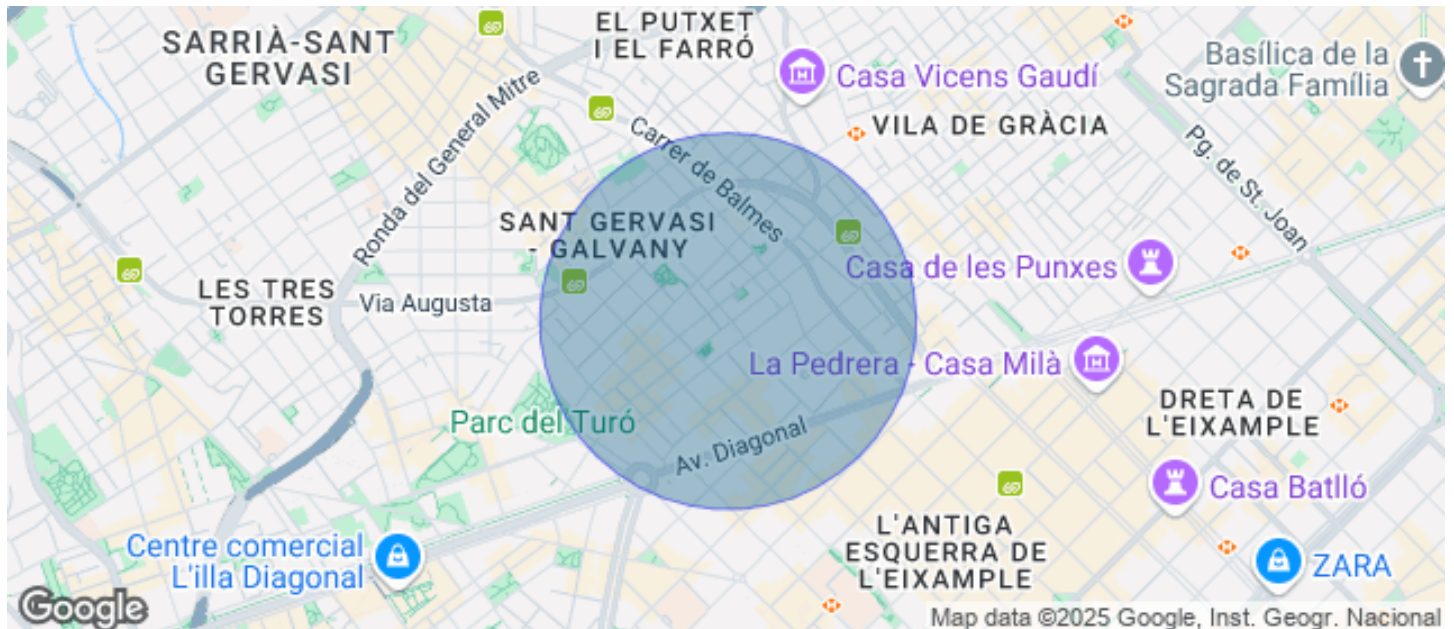 EL PUTXET
I EL FARRÓ
SARRIÀ-SANT
GERVASI
Basílica de la
Sagrada Família
Casa Vicens Gaudí
VILA DE GRÀCIA
Ronda del General Mitre
Carrer de Balmes
Pg. de St. Joan
SANT GERVASI
- GALVANY
Casa de les Punxes
LES TRES
TORRES
Via Augusta
La Pedrera - Casa Milà
Parc del Turó
Av. Diagonal
DRETA DE
L'EIXAMPLE
Casa Batlló
L'ANTIGA
ESQUERRA DE
L'EIXAMPLE
Centre comercial
L'illa Diagonal
ZARA
Google
Map data ©2025 Google, Inst. Geogr. Nacional